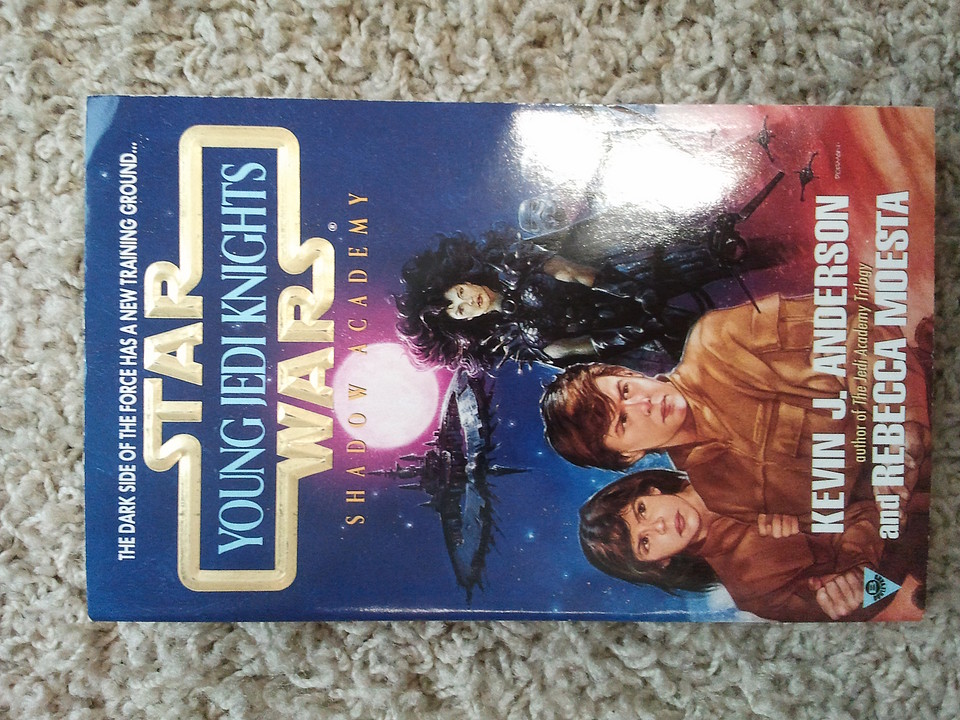 THE DARK SIDE OF THE FORCE HAS A NEW TRAINING GROUND...
STAR
YOUNG JEDI KNIGHTS
WARS®
SHADOW ACADEMY
KEVIN J. ANDERSON
author of The Jedi Academy Trilogy
and REBECCA MOESTA